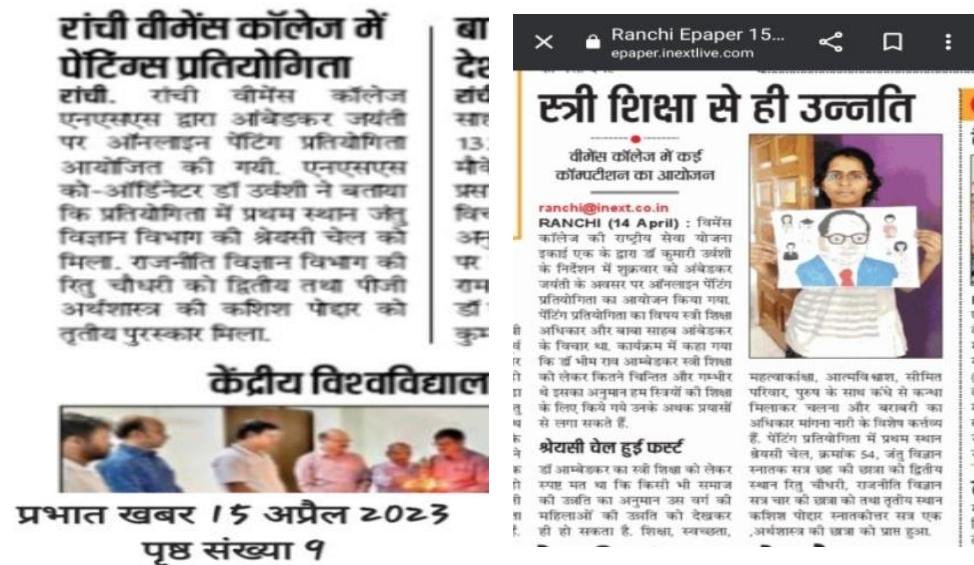 रांची वीमेंस कॉलेज में
पेंटिंग्स प्रतियोगिता
रांची. रांची वीमेंस कॉलेज
एनएसएस द्वारा आंबेडकर जयंती
पर ऑनलाइन पेंटिंग प्रतियोगिता
आयोजित की गयी. एनएसएस
को-ऑर्डिनेटर डॉ उर्वशी ने बताया
कि प्रतियोगिता में प्रथम स्थान जंतु
विज्ञान विभाग की श्रेयसी चेल को
मिला. राजनीति विज्ञान विभाग की
रितु चौधरी को द्वितीय तथा पीजी
अर्थशास्त्र की कशिश पोद्दार को
तृतीय पुरस्कार मिला.
केंद्रीय विश्वविद्याल
प्रभात खबर 15 अप्रैल 2023
पृष्ठ संख्या 9
Ranchi Epaper 15...
epaper.inextlive.com
स्त्री शिक्षा से ही उन्नति
वीमेंस कॉलेज में कई
कॉम्पटीशन का आयोजन
ranchi@inext.co.in
RANCHI (14 April) : विमेंस
कॉलेज की राष्ट्रीय सेवा योजना
इकाई एक के द्वारा डॉ कुमारी उर्वशी
के निर्देशन में शुक्रवार को अंबेडकर
जयंती के अवसर पर ऑनलाइन पेंटिंग
प्रतियोगिता का आयोजन किया गया.
पेंटिंग प्रतियोगिता का विषय स्त्री शिक्षा
अधिकार और बाबा साहब आंबेडकर
के विचार था. कार्यक्रम में कहा गया
कि डॉ भीम राव आम्बेडकर स्त्री शिक्षा
को लेकर कितने चिन्तित और गम्भीर
थे इसका अनुमान हम स्त्रियों की शिक्षा
के लिए किये गये उनके अथक प्रयासों
से लगा सकते हैं.
श्रेयसी चेल हुई फर्स्ट
डॉ आम्बेडकर का स्त्री शिक्षा को लेकर
स्पष्ट मत था कि किसी भी समाज
की उन्नति का अनुमान उस वर्ग की
महिलाओं की उन्नति को देखकर
ही हो सकता है. शिक्षा, स्वच्छता,
महत्वाकांक्षा, आत्मविश्वाश, सीमित
परिवार, पुरुष के साथ कंधे से कन्धा
मिलाकर चलना और बराबरी का
अधिकार मांगना नारी के विशेष कर्त्तव्य
हैं. पेंटिंग प्रतियोगिता में प्रथम स्थान
श्रेयसी चेल, क्रमांक 54, जंतु विज्ञान
स्नातक सत्र छह की छात्रा को द्वितीय
स्थान रितु चौधरी, राजनीति विज्ञान
सत्र चार की छात्रा को तथा तृतीय स्थान
कशिश पोद्दार स्नातकोत्तर सत्र एक
,अर्थशास्त्र की छात्रा को प्राप्त हुआ.